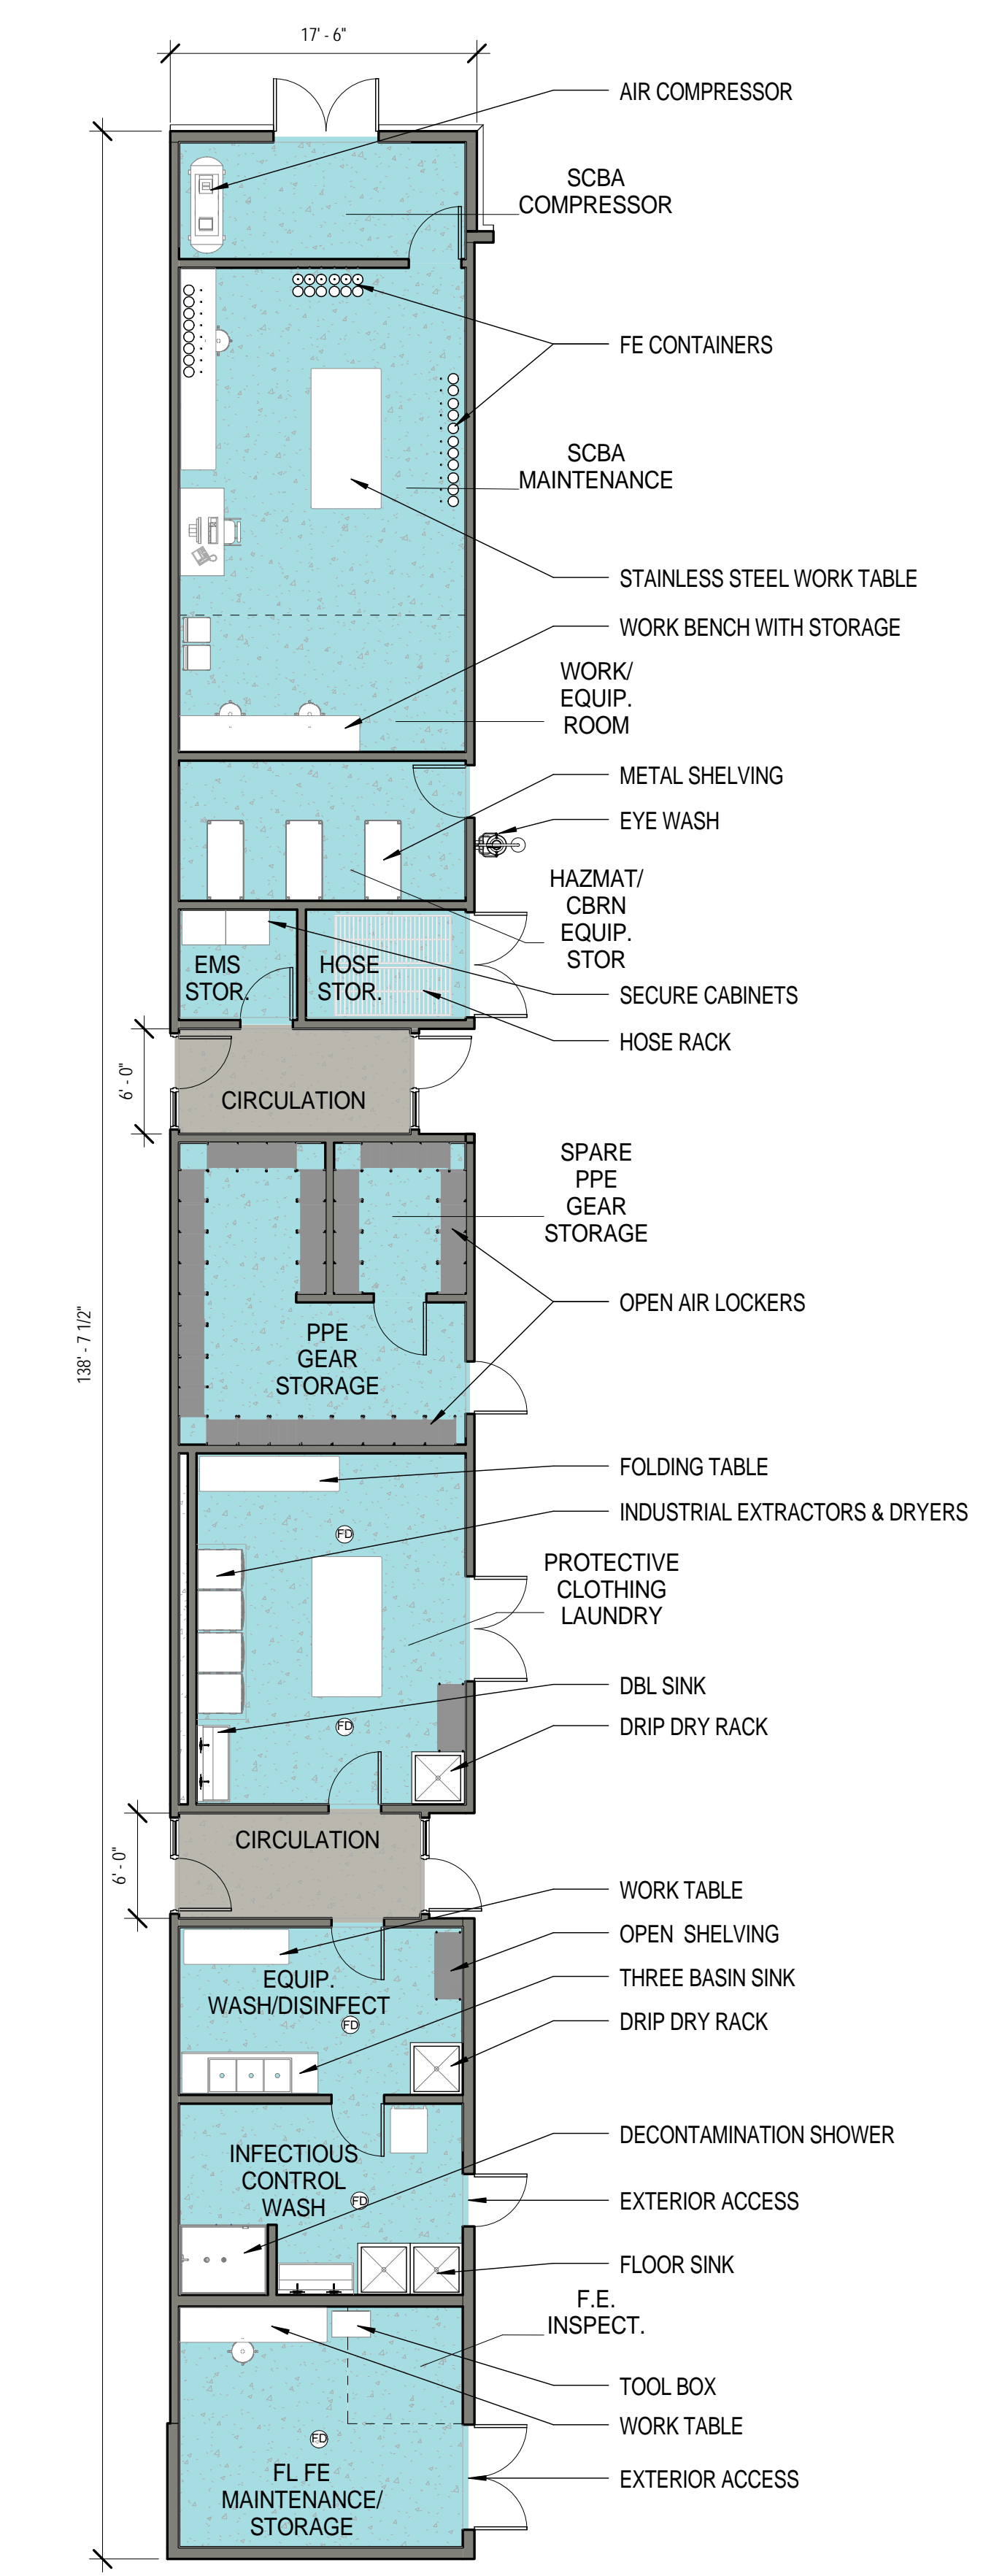 17' - 6"
AIR COMPRESSOR
SCBA
COMPRESSOR
FE CONTAINERS
SCBA
MAINTENANCE
STAINLESS STEEL WORK TABLE
WORK BENCH WITH STORAGE
WORK/
EQUIP.
ROOM
METAL SHELVING
EYE WASH
HAZMAT/
CBRN
EQUIP.
STOR
EMS
STOR.
HOSE
STOR.
SECURE CABINETS
HOSE RACK
6' - 0"
CIRCULATION
SPARE
PPE
GEAR
STORAGE
OPEN AIR LOCKERS
138' - 7 1/2"
PPE
GEAR
STORAGE
FOLDING TABLE
INDUSTRIAL EXTRACTORS & DRYERS
FD
PROTECTIVE
CLOTHING
LAUNDRY
DBL SINK
DRIP DRY RACK
FD
6' - 0"
CIRCULATION
WORK TABLE
OPEN SHELVING
THREE BASIN SINK
EQUIP.
WASH/DISINFECT
FD
DRIP DRY RACK
DECONTAMINATION SHOWER
INFECTIOUS
CONTROL
WASH
FD
EXTERIOR ACCESS
FLOOR SINK
F.E.
INSPECT.
TOOL BOX
WORK TABLE
FD
FL FE
MAINTENANCE/
STORAGE
EXTERIOR ACCESS